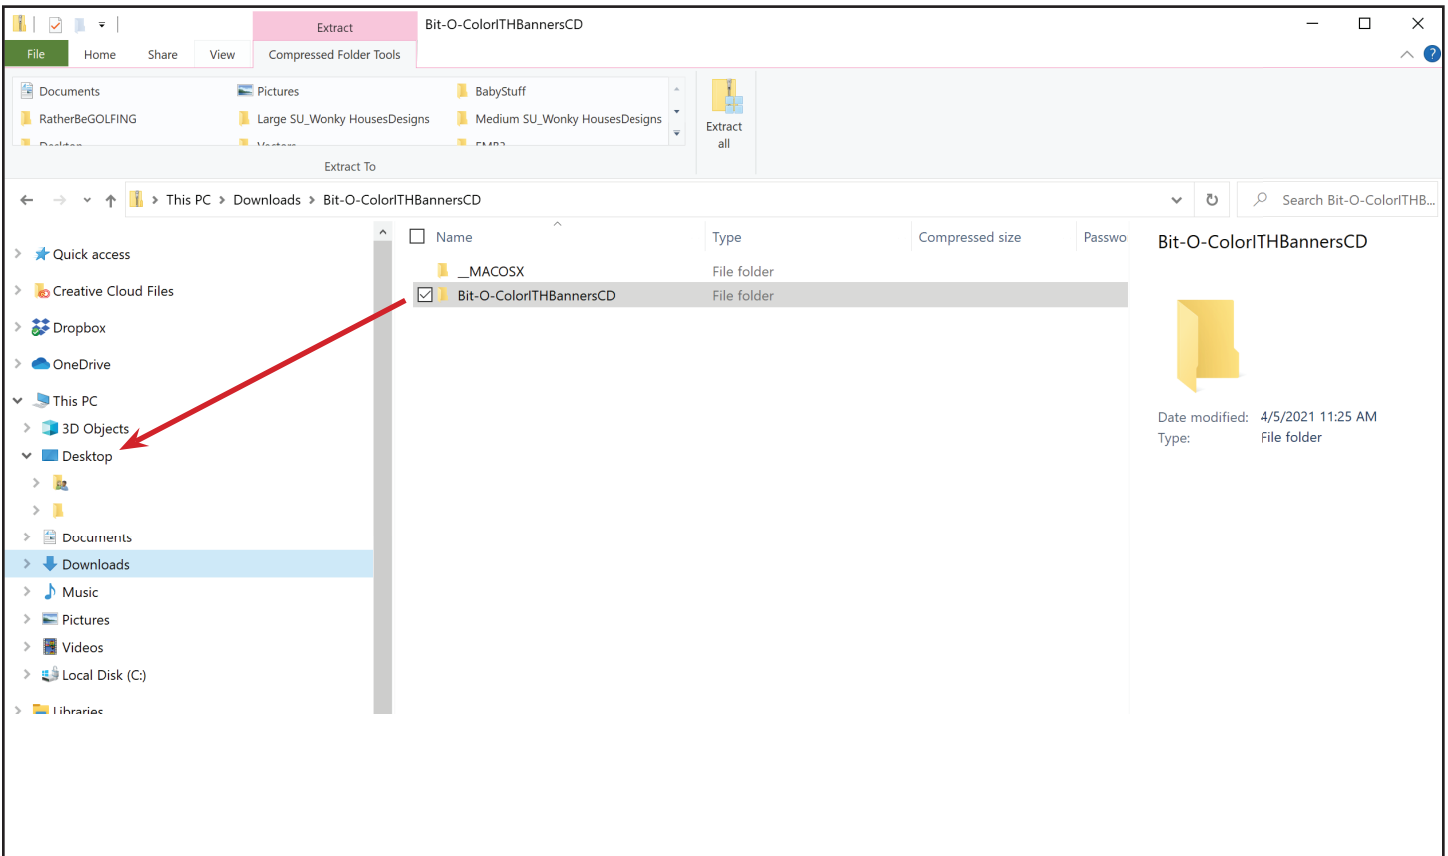 Extract
Bit-O-ColorITHBannersCD
File
Home
Share
View
Compressed Folder Tools
?
Documents
Pictures
BabyStuff
RatherBeGOLFING
Large SU_Wonky HousesDesigns
Medium SU_Wonky HousesDesigns
Desktop
Vectors
EMB2
Extract
all
Extract To
This PC > Downloads > Bit-O-ColorITHBannersCD
Search Bit-O-ColorITHB...
Quick access
Creative Cloud Files
Dropbox
OneDrive
This PC
3D Objects
Desktop
Documents
Downloads
Music
Pictures
Videos
Local Disk (C:)
Libraries
Name
Type
Compressed size
Passwo
__MACOSX
File folder
Bit-O-ColorITHBannersCD
File folder
Bit-O-ColorITHBannersCD
Date modified: 4/5/2021 11:25 AM
Type: File folder